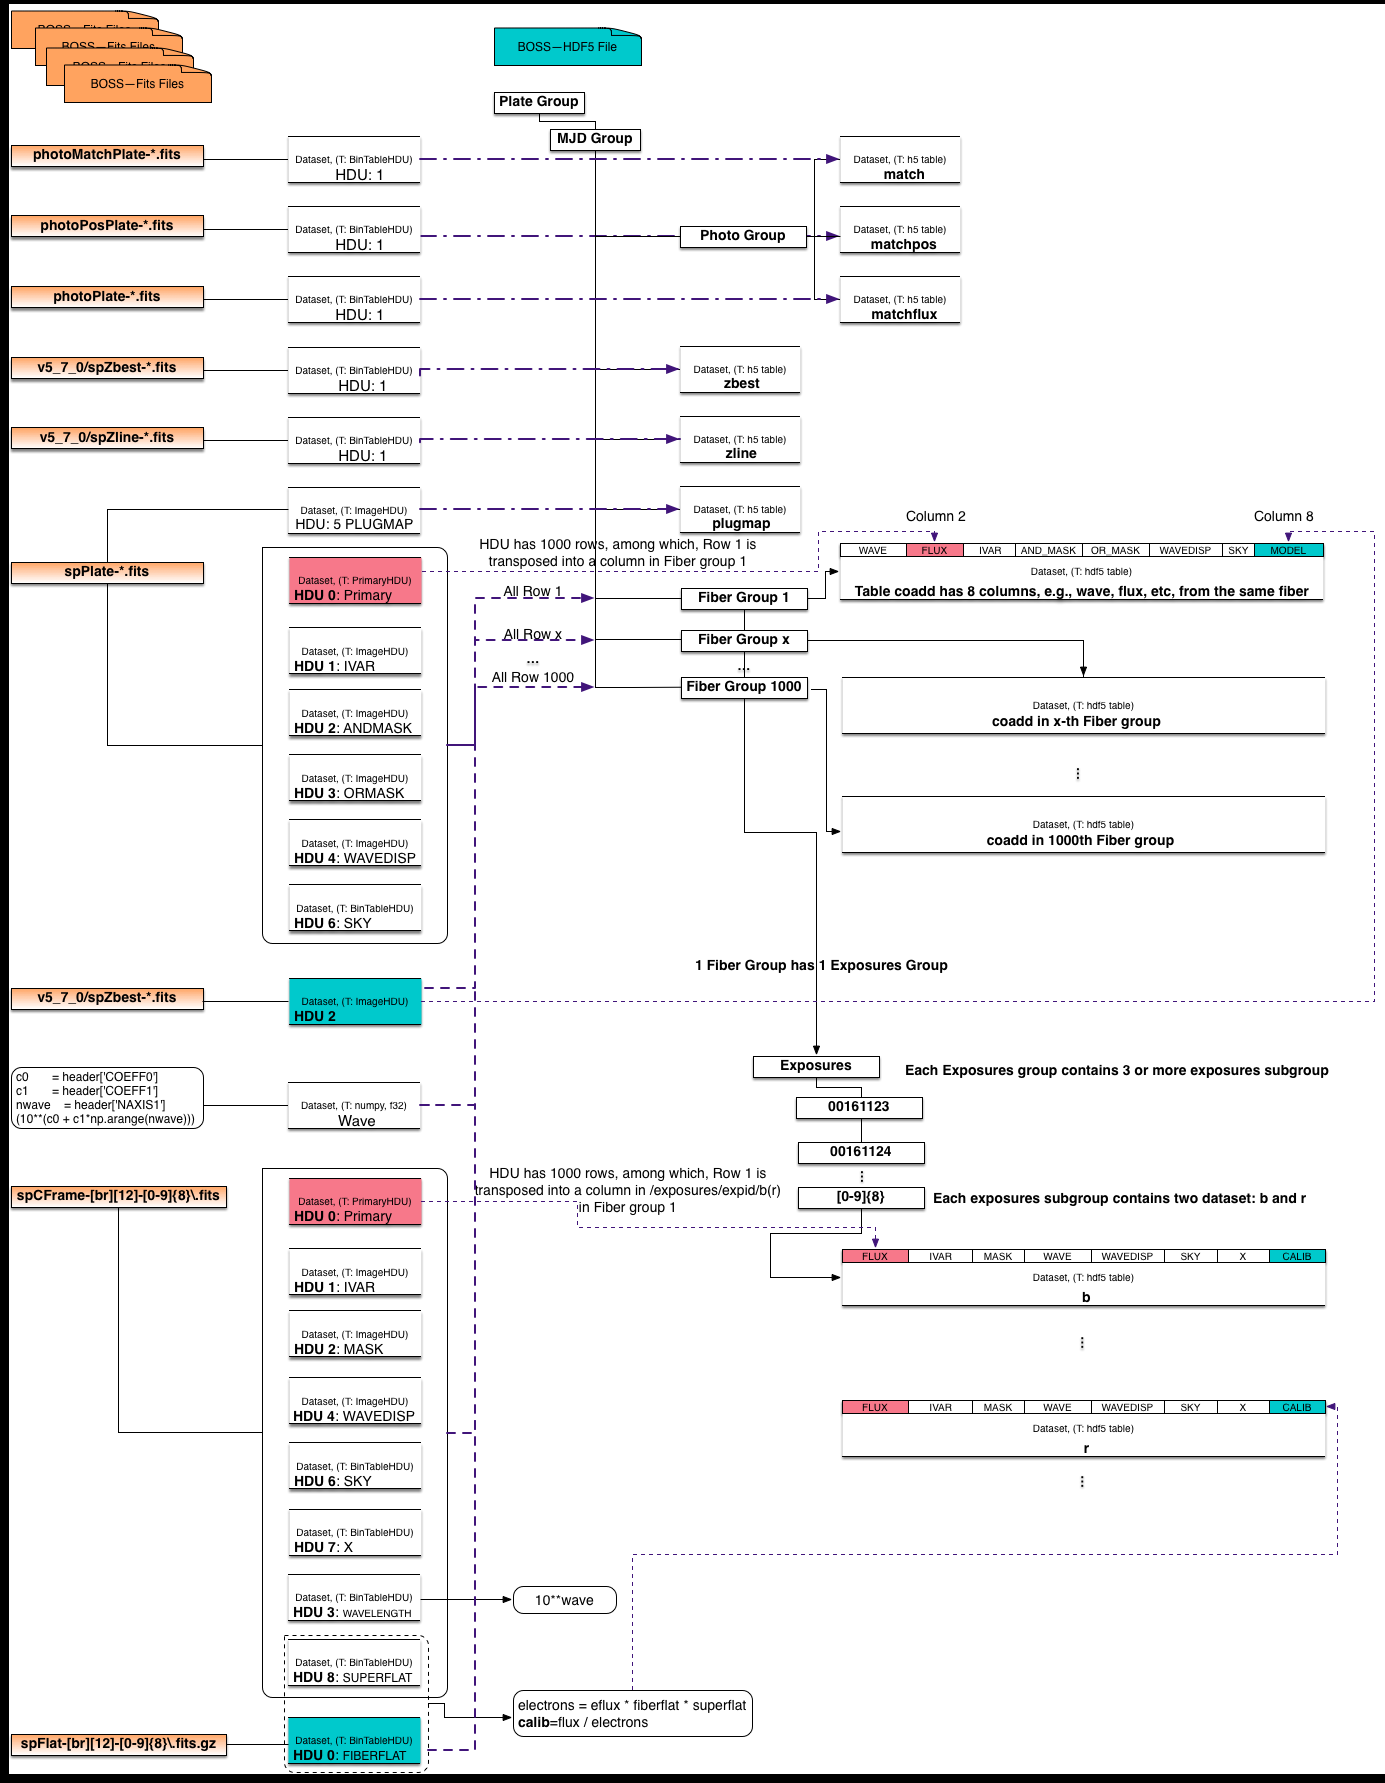 BOSS—Fits Files
BOSS—Fits Files
BOSS—Fits Files
BOSS—Fits Files
BOSS—HDF5 File
Plate Group
MJD Group
photoMatchPlate-*.fits
Dataset, (T: BinTableHDU)
HDU: 1
Dataset, (T: h5 table)
match
photoPosPlate-*.fits
Dataset, (T: BinTableHDU)
HDU: 1
Photo Group
Dataset, (T: h5 table)
matchpos
photoPlate-*.fits
Dataset, (T: BinTableHDU)
HDU: 1
Dataset, (T: h5 table)
matchflux
v5_7_0/spZbest-*.fits
Dataset, (T: BinTableHDU)
HDU: 1
Dataset, (T: h5 table)
zbest
v5_7_0/spZline-*.fits
Dataset, (T: BinTableHDU)
HDU: 1
Dataset, (T: h5 table)
zline
Dataset, (T: ImageHDU)
HDU: 5 PLUGMAP
Dataset, (T: h5 table)
plugmap
Column 2
Column 8
HDU has 1000 rows, among which, Row 1 is
transposed into a column in Fiber group 1
WAVE FLUX IVAR AND_MASK OR_MASK WAVEDISP SKY MODEL
Dataset, (T: hdf5 table)
Table coadd has 8 columns, e.g., wave, flux, etc, from the same fiber
spPlate-*.fits
Dataset, (T: PrimaryHDU)
HDU 0: Primary
All Row 1
Fiber Group 1
All Row x
Fiber Group x
...
...
All Row 1000
Fiber Group 1000
Dataset, (T: ImageHDU)
HDU 1: IVAR
Dataset, (T: ImageHDU)
HDU 2: ANDMASK
Dataset, (T: hdf5 table)
coadd in x-th Fiber group
...
Dataset, (T: ImageHDU)
HDU 3: ORMASK
Dataset, (T: ImageHDU)
HDU 4: WAVEDISP
Dataset, (T: hdf5 table)
coadd in 1000th Fiber group
Dataset, (T: BinTableHDU)
HDU 6: SKY
1 Fiber Group has 1 Exposures Group
v5_7_0/spZbest-*.fits
Dataset, (T: ImageHDU)
HDU 2
Exposures
Each Exposures group contains 3 or more exposures subgroup
c0 = header['COEFF0']
c1 = header['COEFF1']
nwave = header['NAXIS1']
(10**(c0 + c1*np.arange(nwave)))
Dataset, (T: numpy, f32)
Wave
00161123
00161124
...
[0-9]{8}
Each exposures subgroup contains two dataset: b and r
HDU has 1000 rows, among which, Row 1 is
transposed into a column in /exposures/expid/b(r)
in Fiber group 1
spCFrame-[br][12]-[0-9]{8}\.fits
Dataset, (T: PrimaryHDU)
HDU 0: Primary
FLUX IVAR MASK WAVE WAVEDISP SKY X CALIB
Dataset, (T: hdf5 table)
b
...
Dataset, (T: ImageHDU)
HDU 1: IVAR
Dataset, (T: ImageHDU)
HDU 2: MASK
Dataset, (T: ImageHDU)
HDU 4: WAVEDISP
FLUX IVAR MASK WAVE WAVEDISP SKY X CALIB
Dataset, (T: hdf5 table)
r
...
Dataset, (T: BinTableHDU)
HDU 6: SKY
Dataset, (T: BinTableHDU)
HDU 7: X
Dataset, (T: BinTableHDU)
HDU 3: WAVELENGTH
10**wave
Dataset, (T: BinTableHDU)
HDU 8: SUPERFLAT
electrons = eflux * fiberflat * superflat
calib=flux / electrons
spFlat-[br][12]-[0-9]{8}\.fits.gz
Dataset, (T: BinTableHDU)
HDU 0: FIBERFLAT